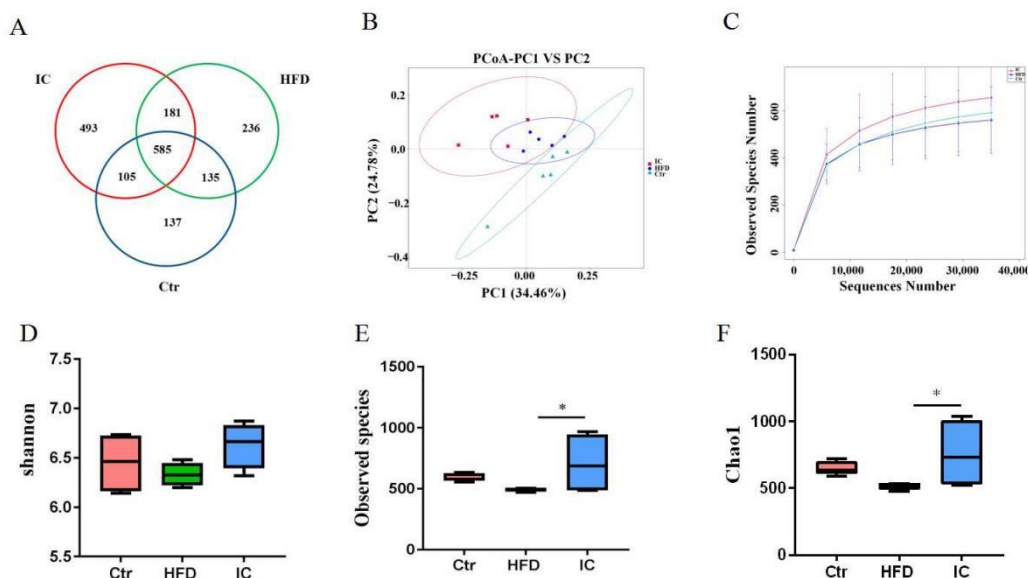 A
IC
HFD
493
181
236
585
105
135
137
Ctr
B
PCoA-PC1 VS PC2
PC2 (24.78%)
0.2
0.0
−0.2
−0.4
−0.25
0.00
0.25
PC1 (34.46%)
IC
HFD
Ctr
C
Observed Species Number
600
400
200
0
0
10,000
20,000
30,000
40,000
Sequences Number
IC
HFD
Ctr
D
shannon
7.5
7.0
6.5
6.0
5.5
Ctr
HFD
IC
E
Observed species
1500
1000
500
0
*
Ctr
HFD
IC
F
Chao1
1500
1000
500
0
*
Ctr
HFD
IC